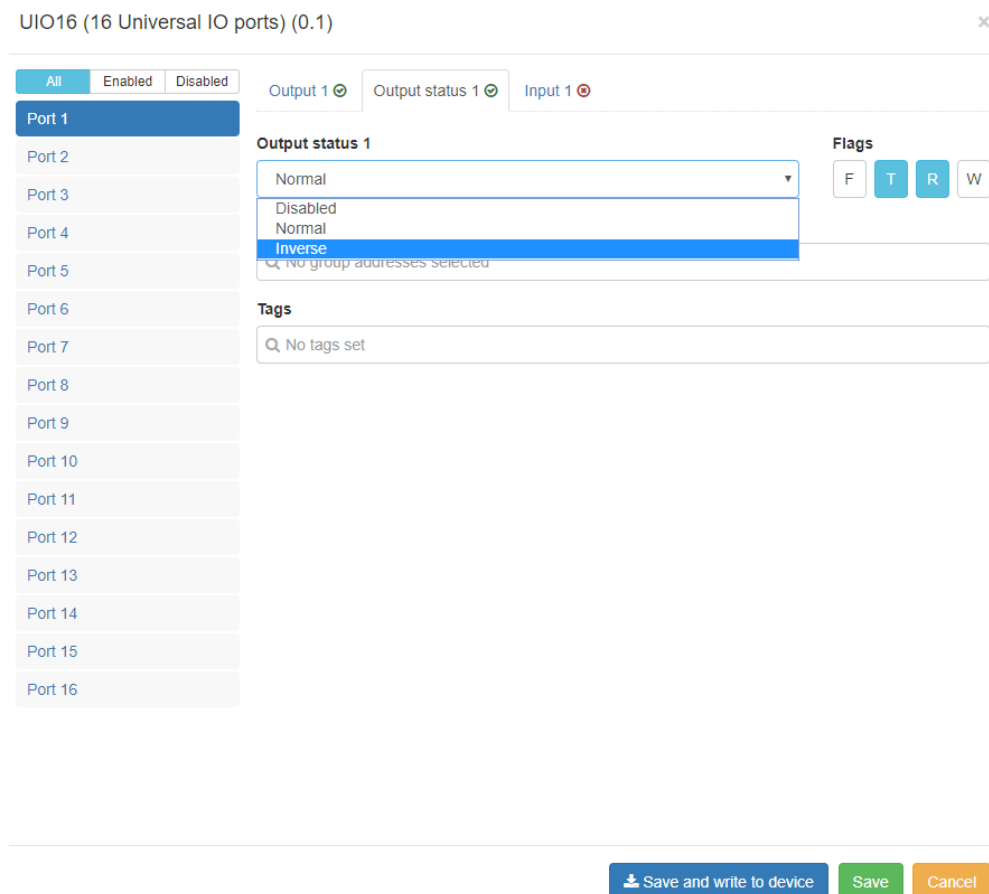 UIO16 (16 Universal IO ports) (0.1)
×
All Enabled Disabled
Port 1
Port 2
Port 3
Port 4
Port 5
Port 6
Port 7
Port 8
Port 9
Port 10
Port 11
Port 12
Port 13
Port 14
Port 15
Port 16
Output 1 Output status 1 Input 1
Output status 1
Normal
Disabled
Normal
Inverse
Flags
F T R W
No group addresses selected
Tags
No tags set
Save and write to device Save Cancel